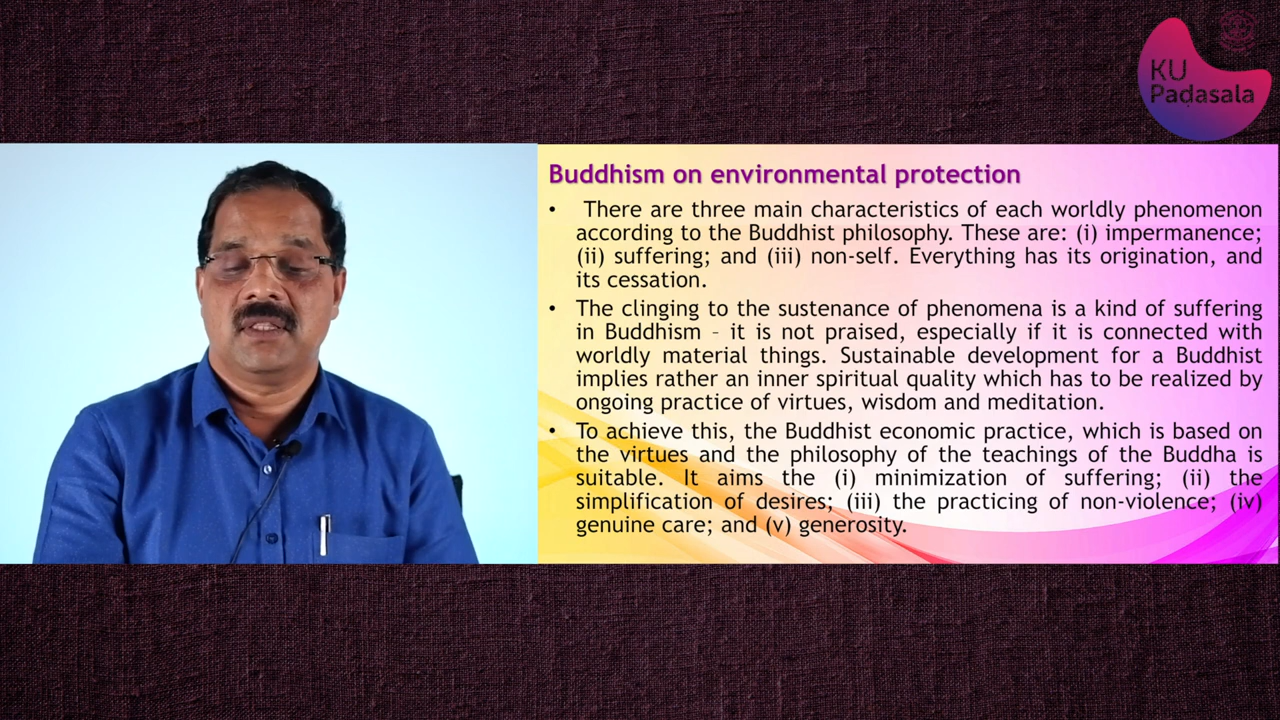 KU
Paḍasala
Buddhism on environmental protection
• There are three main characteristics of each worldly phenomenon
according to the Buddhist philosophy. These are: (i) impermanence;
(ii) suffering; and (iii) non-self. Everything has its origination, and
its cessation.
• The clinging to the sustenance of phenomena is a kind of suffering
in Buddhism – it is not praised, especially if it is connected with
worldly material things. Sustainable development for a Buddhist
implies rather an inner spiritual quality which has to be realized by
ongoing practice of virtues, wisdom and meditation.
• To achieve this, the Buddhist economic practice, which is based on
the virtues and the philosophy of the teachings of the Buddha is
suitable. It aims the (i) minimization of suffering; (ii) the
simplification of desires; (iii) the practicing of non-violence; (iv)
genuine care; and (v) generosity.